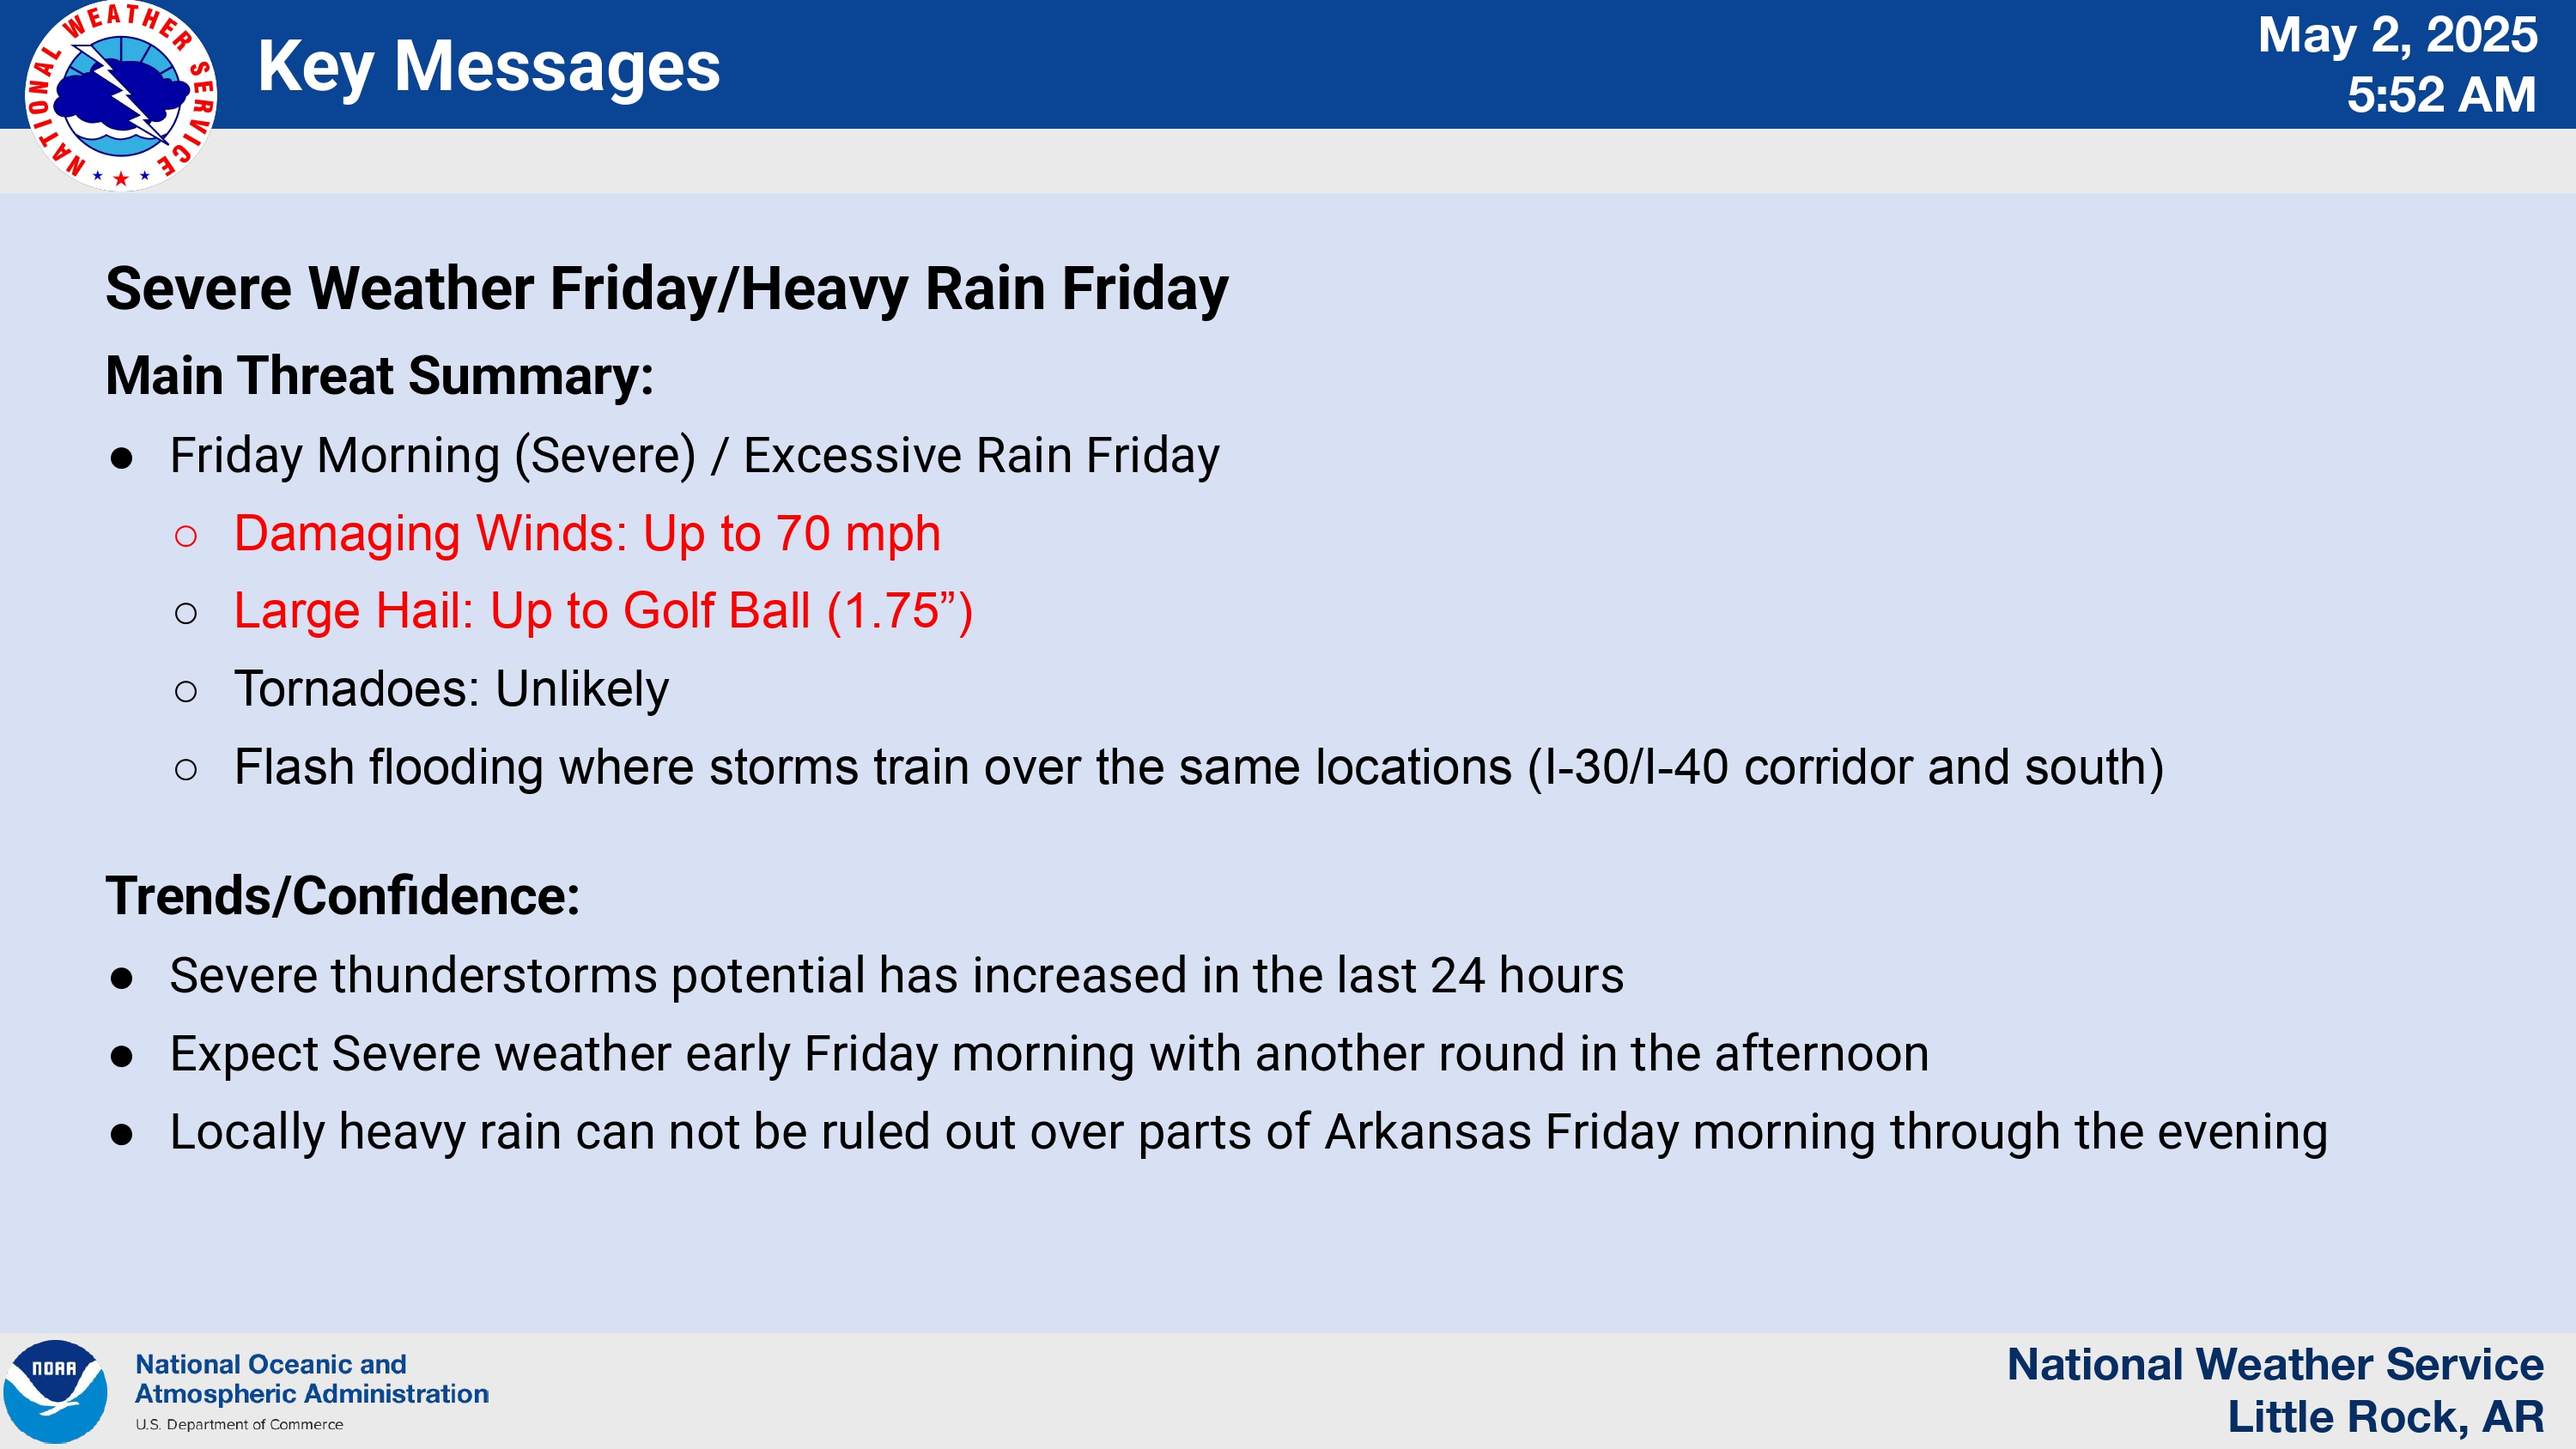 NATIONAL WEATHER SERVICE
Key Messages
May 2, 2025
5:52 AM
Severe Weather Friday/Heavy Rain Friday
Main Threat Summary:
● Friday Morning (Severe) / Excessive Rain Friday
○ Damaging Winds: Up to 70 mph
○ Large Hail: Up to Golf Ball (1.75”)
○ Tornadoes: Unlikely
○ Flash flooding where storms train over the same locations (I-30/I-40 corridor and south)
Trends/Confidence:
● Severe thunderstorms potential has increased in the last 24 hours
● Expect Severe weather early Friday morning with another round in the afternoon
● Locally heavy rain can not be ruled out over parts of Arkansas Friday morning through the evening
NOAA
National Oceanic and
Atmospheric Administration
U.S. Department of Commerce
National Weather Service
Little Rock, AR